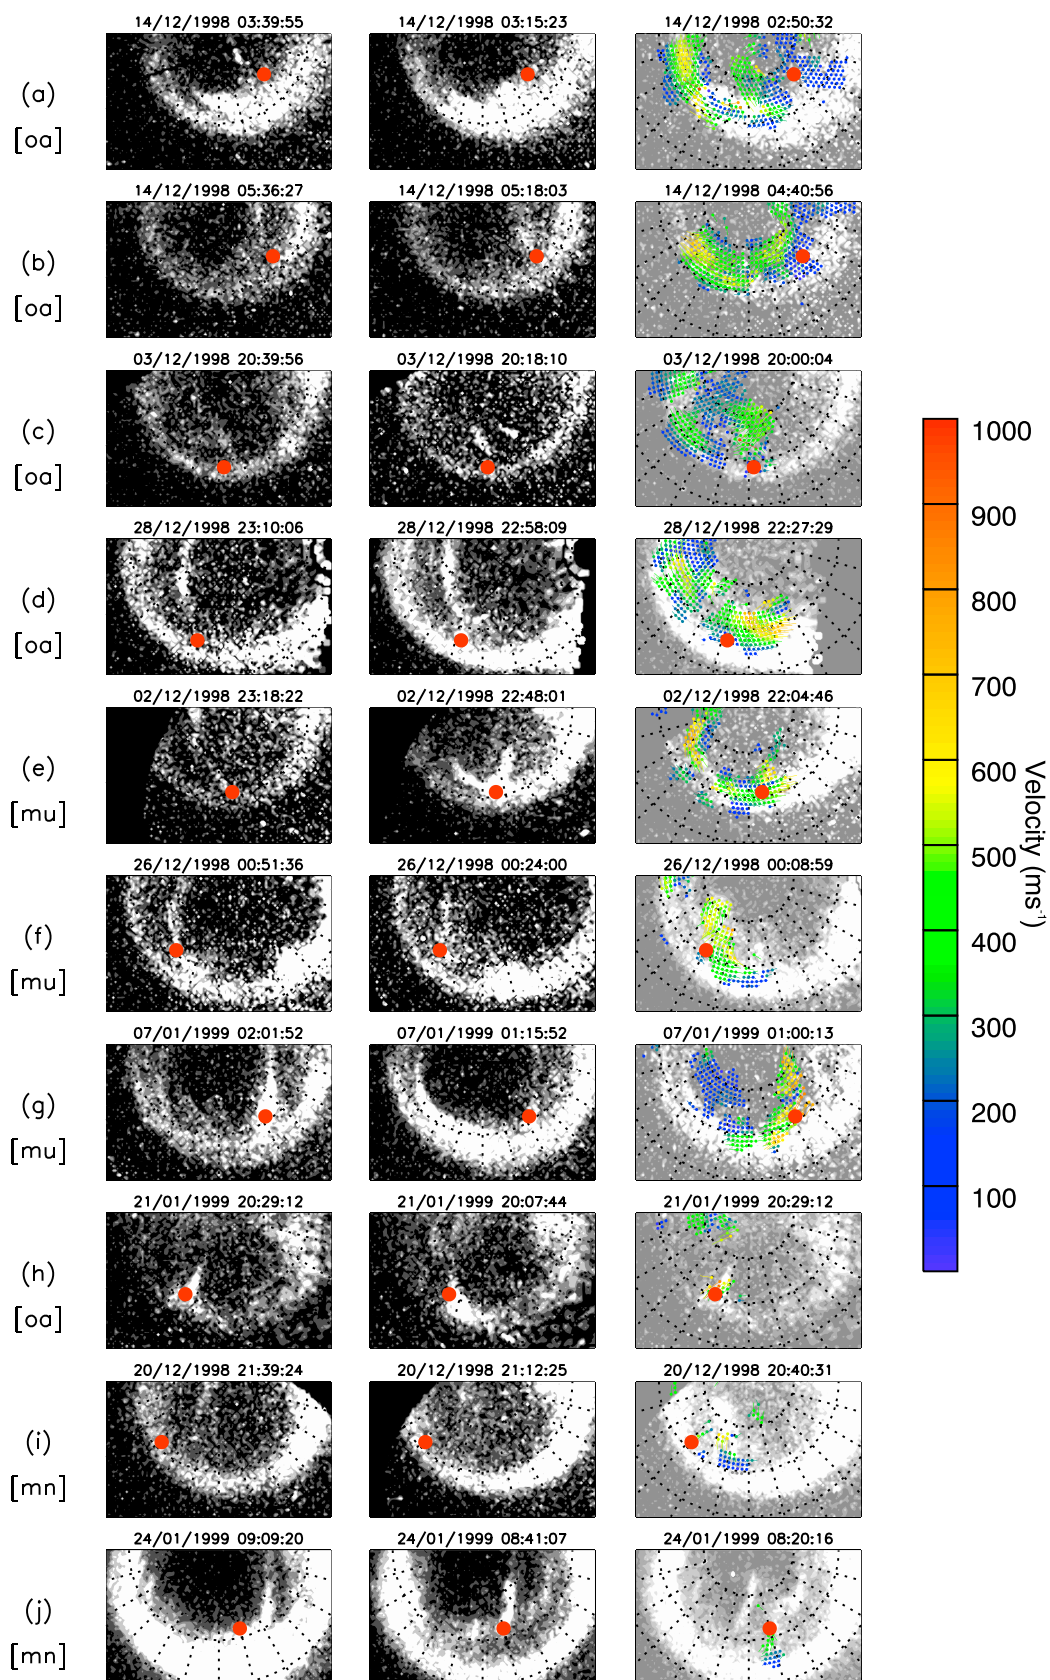 14/12/1998 03:39:55 14/12/1998 03:15:23 14/12/1998 02:50:32
(a)
[oa]
14/12/1998 05:36:27 14/12/1998 05:18:03 14/12/1998 04:40:56
(b)
[oa]
03/12/1998 20:39:56 03/12/1998 20:18:10 03/12/1998 20:00:04
(c)
[oa]
28/12/1998 23:10:06 28/12/1998 22:58:09 28/12/1998 22:27:29
(d)
[oa]
02/12/1998 23:18:22 02/12/1998 22:48:01 02/12/1998 22:04:46
(e)
[mu]
26/12/1998 00:51:36 26/12/1998 00:24:00 26/12/1998 00:08:59
(f)
[mu]
07/01/1999 02:01:52 07/01/1999 01:15:52 07/01/1999 01:00:13
(g)
[mu]
21/01/1999 20:29:12 21/01/1999 20:07:44 21/01/1999 20:29:12
(h)
[oa]
20/12/1998 21:39:24 20/12/1998 21:12:25 20/12/1998 20:40:31
(i)
[mn]
24/01/1999 09:09:20 24/01/1999 08:41:07 24/01/1999 08:20:16
(j)
[mn]
1000
900
800
700
600
500
400
300
200
100
Velocity (ms⁻¹)